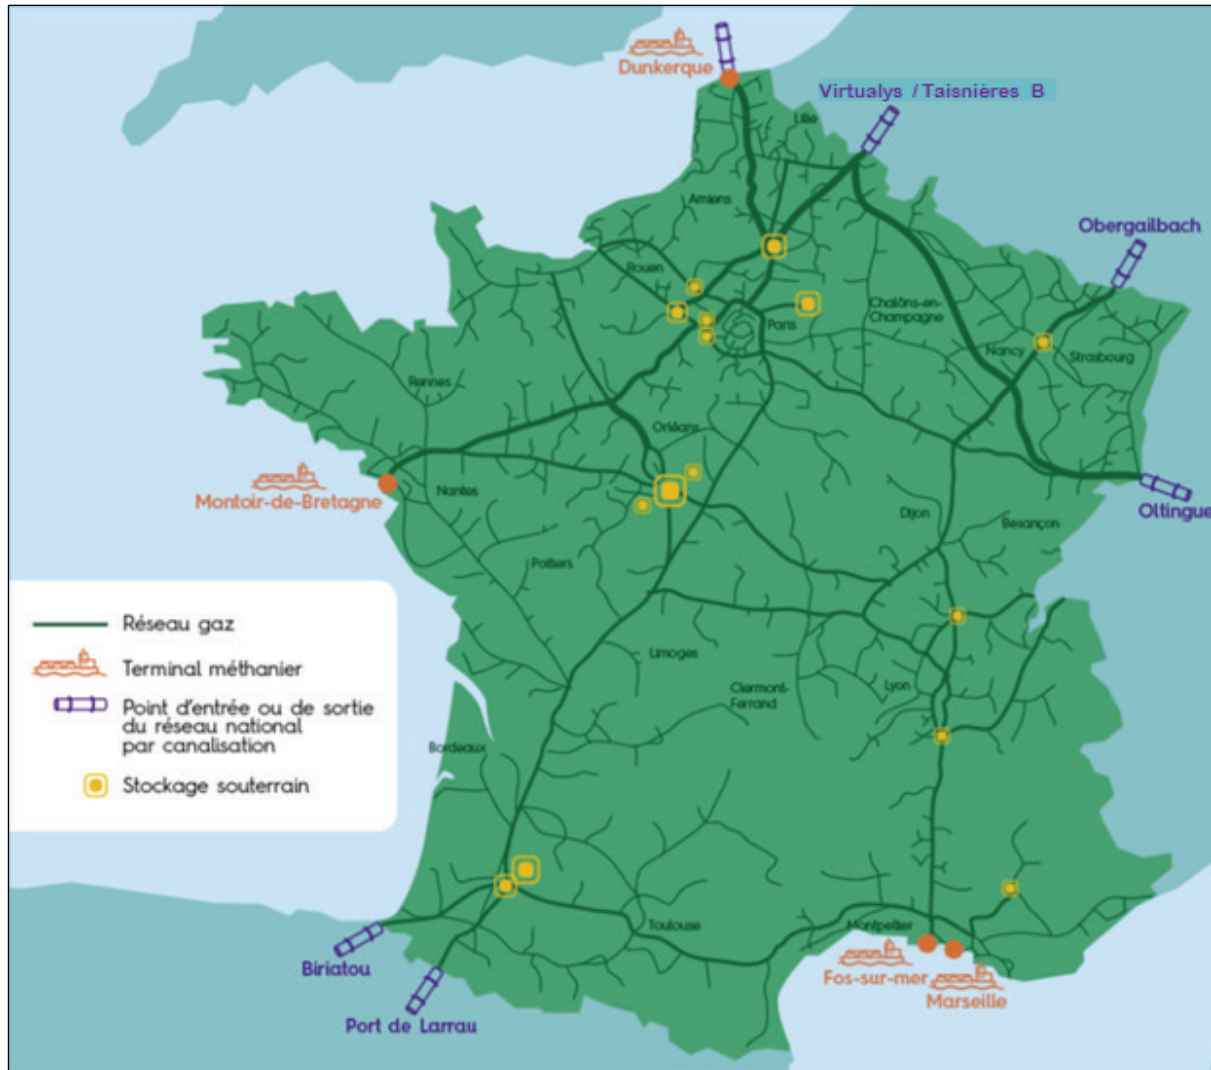 Dunkerque
Virtualys / Taisnières B
Lille
Amiens
Obergailbach
Rouen
Chalôns-en-
Champagne
Paris
Nancy
Strasbourg
Rennes
Orléans
Montoir-de-Bretagne
Nantes
Oltingue
Dijon
Besançon
Poitiers
Réseau gaz
Terminal méthanier
Point d'entrée ou de sortie
du réseau national
par canalisation
Stockage souterrain
Limoges
Clermont-
Ferrand
Lyon
Bordeaux
Toulouse
Montpellier
Biriatou
Fos-sur-mer
Marseille
Port de Larrau